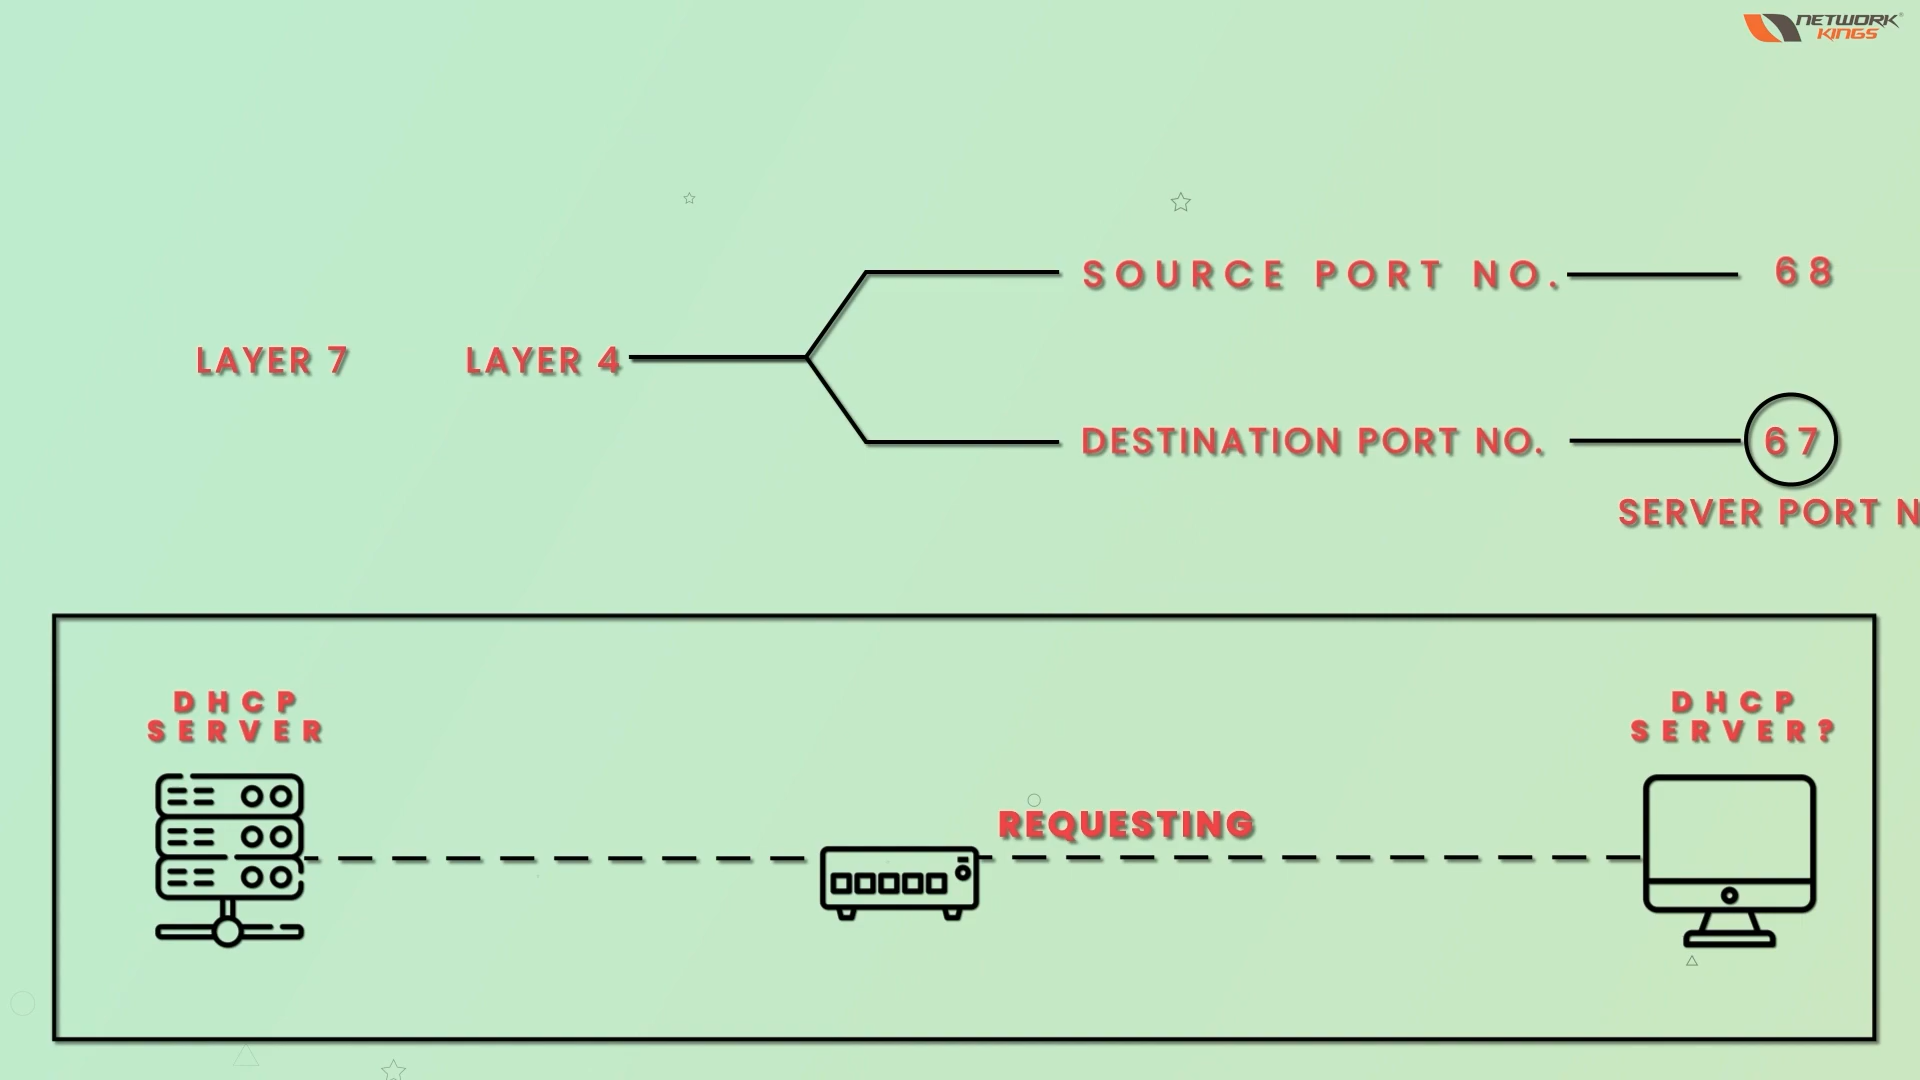 NETWORK
KINGS
SOURCE PORT NO. 68
LAYER 7 LAYER 4
DESTINATION PORT NO. 67
SERVER PORT N
DHCP
SERVER
DHCP
SERVER?
REQUESTING